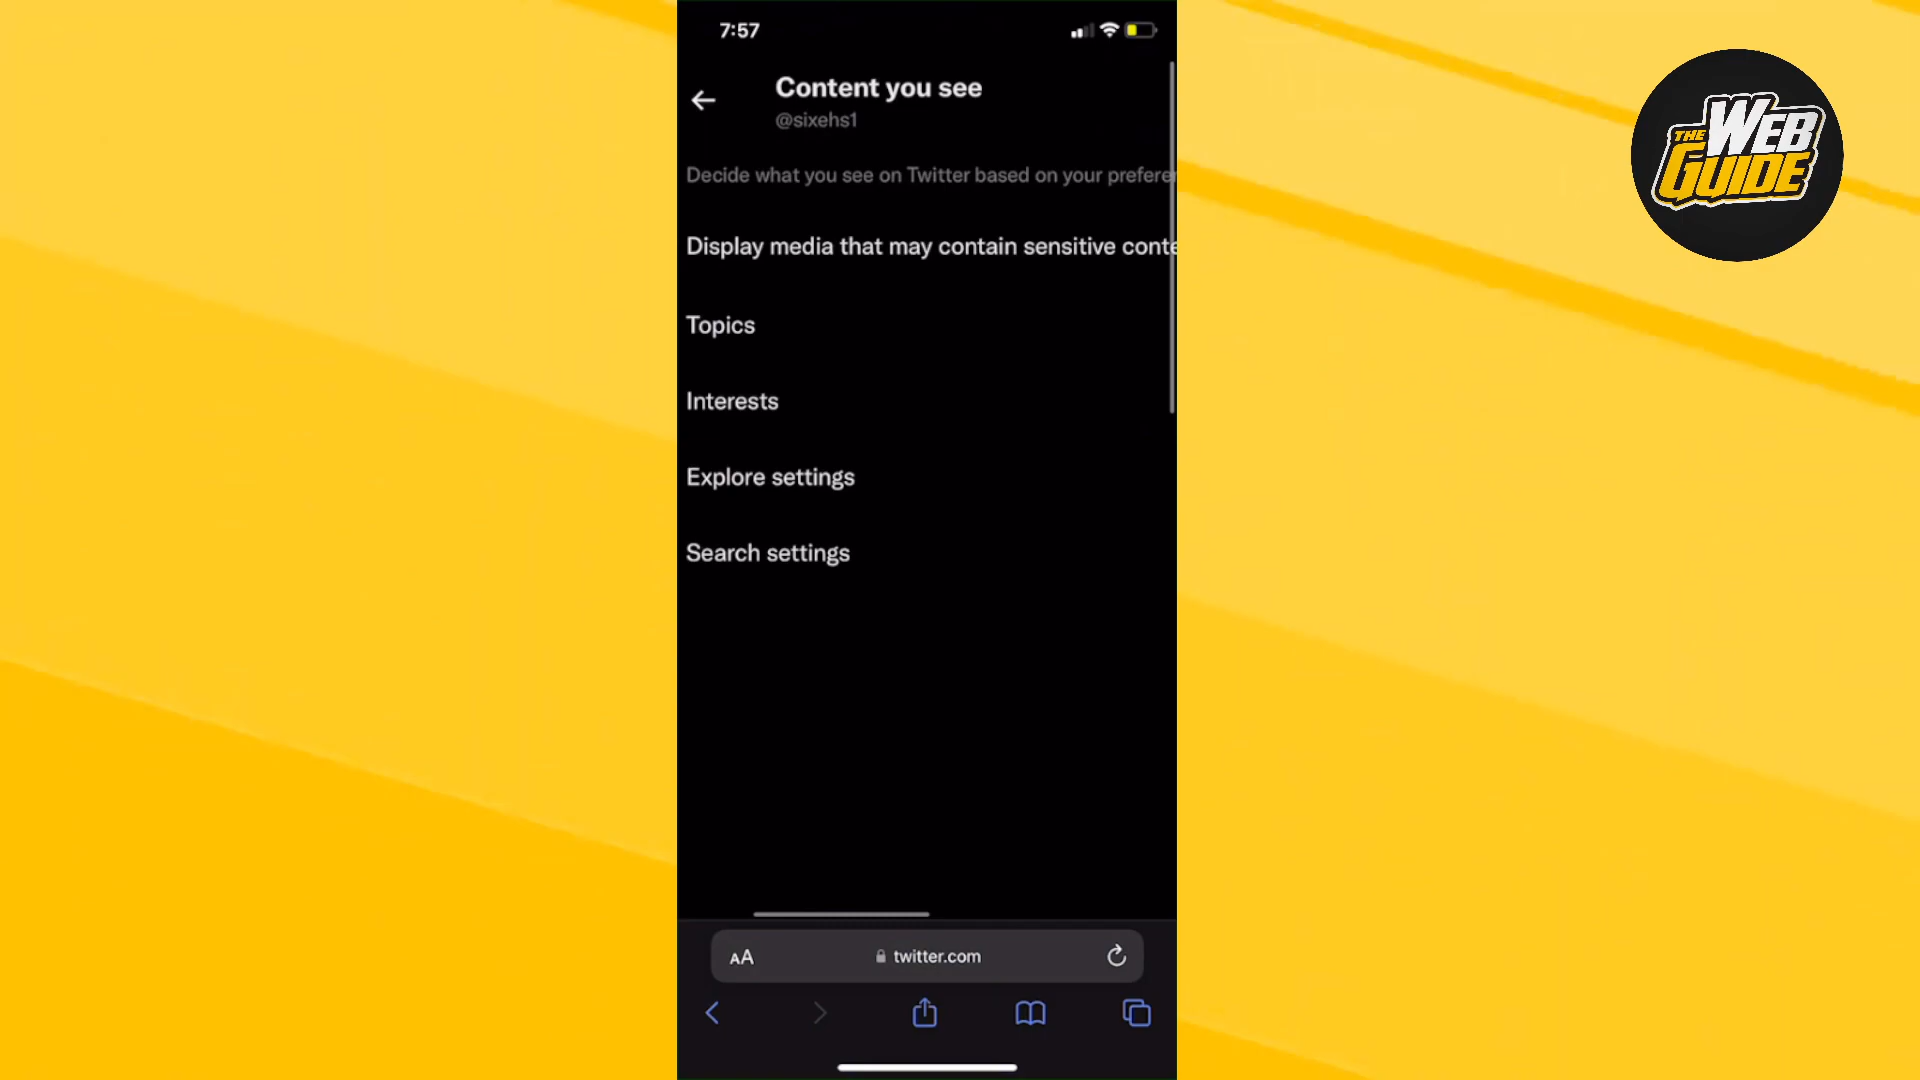 7:57
Content you see
@sixehs1
Decide what you see on Twitter based on your prefere
Display media that may contain sensitive conte
Topics
Interests
Explore settings
Search settings
AA
twitter.com
THE WEB
GUIDE